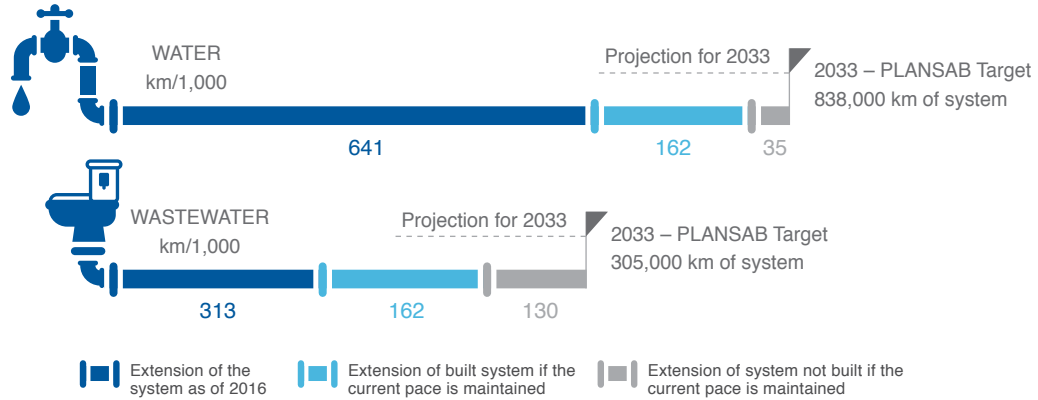 WATER
km/1,000
Projection for 2033
2033 – PLANSAB Target
838,000 km of system
641
162
35
WASTEWATER
km/1,000
Projection for 2033
2033 – PLANSAB Target
305,000 km of system
313
162
130
Extension of the
system as of 2016
Extension of built system if the
current pace is maintained
Extension of system not built if the
current pace is maintained